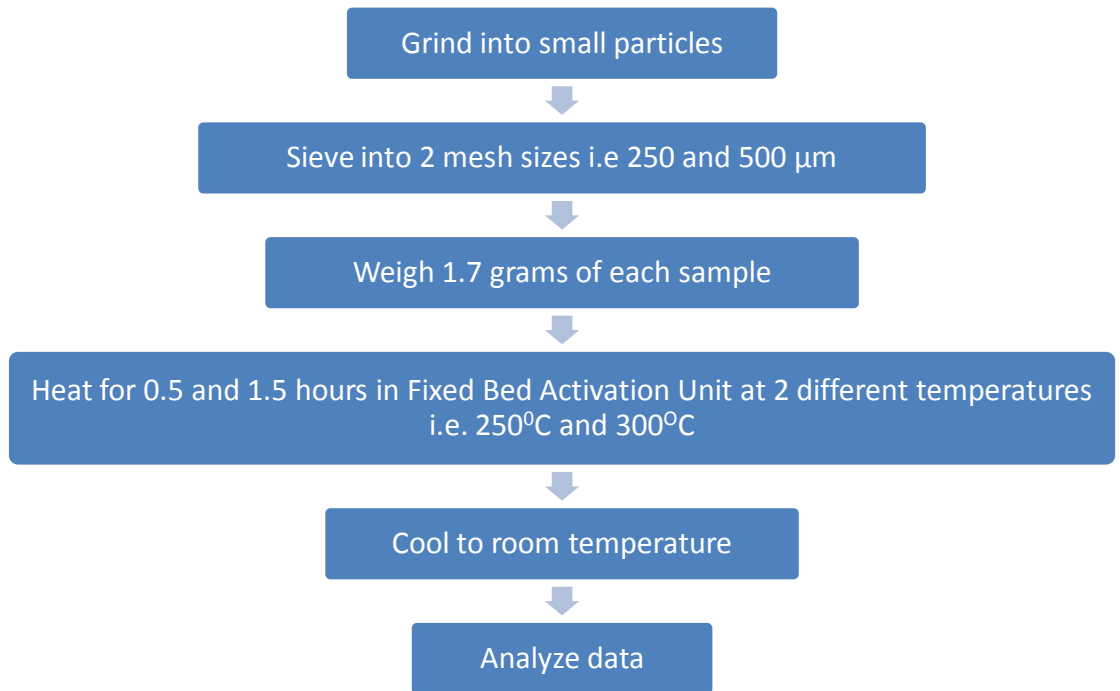 Grind into small particles
Sieve into 2 mesh sizes i.e 250 and 500 µm
Weigh 1.7 grams of each sample
Heat for 0.5 and 1.5 hours in Fixed Bed Activation Unit at 2 different temperatures
i.e. 250⁰C and 300ᴼC
Cool to room temperature
Analyze data